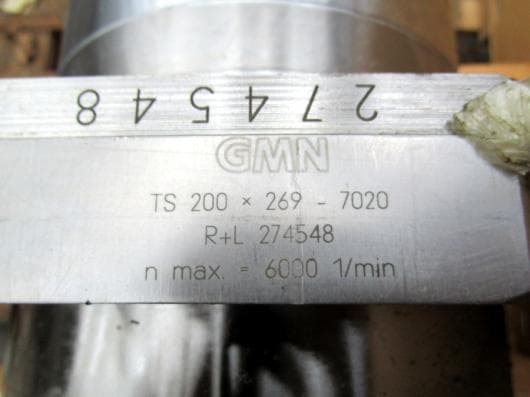 274548
GMN
TS 200 × 269 - 7020
R+L 274548
n max. = 6000 1/min